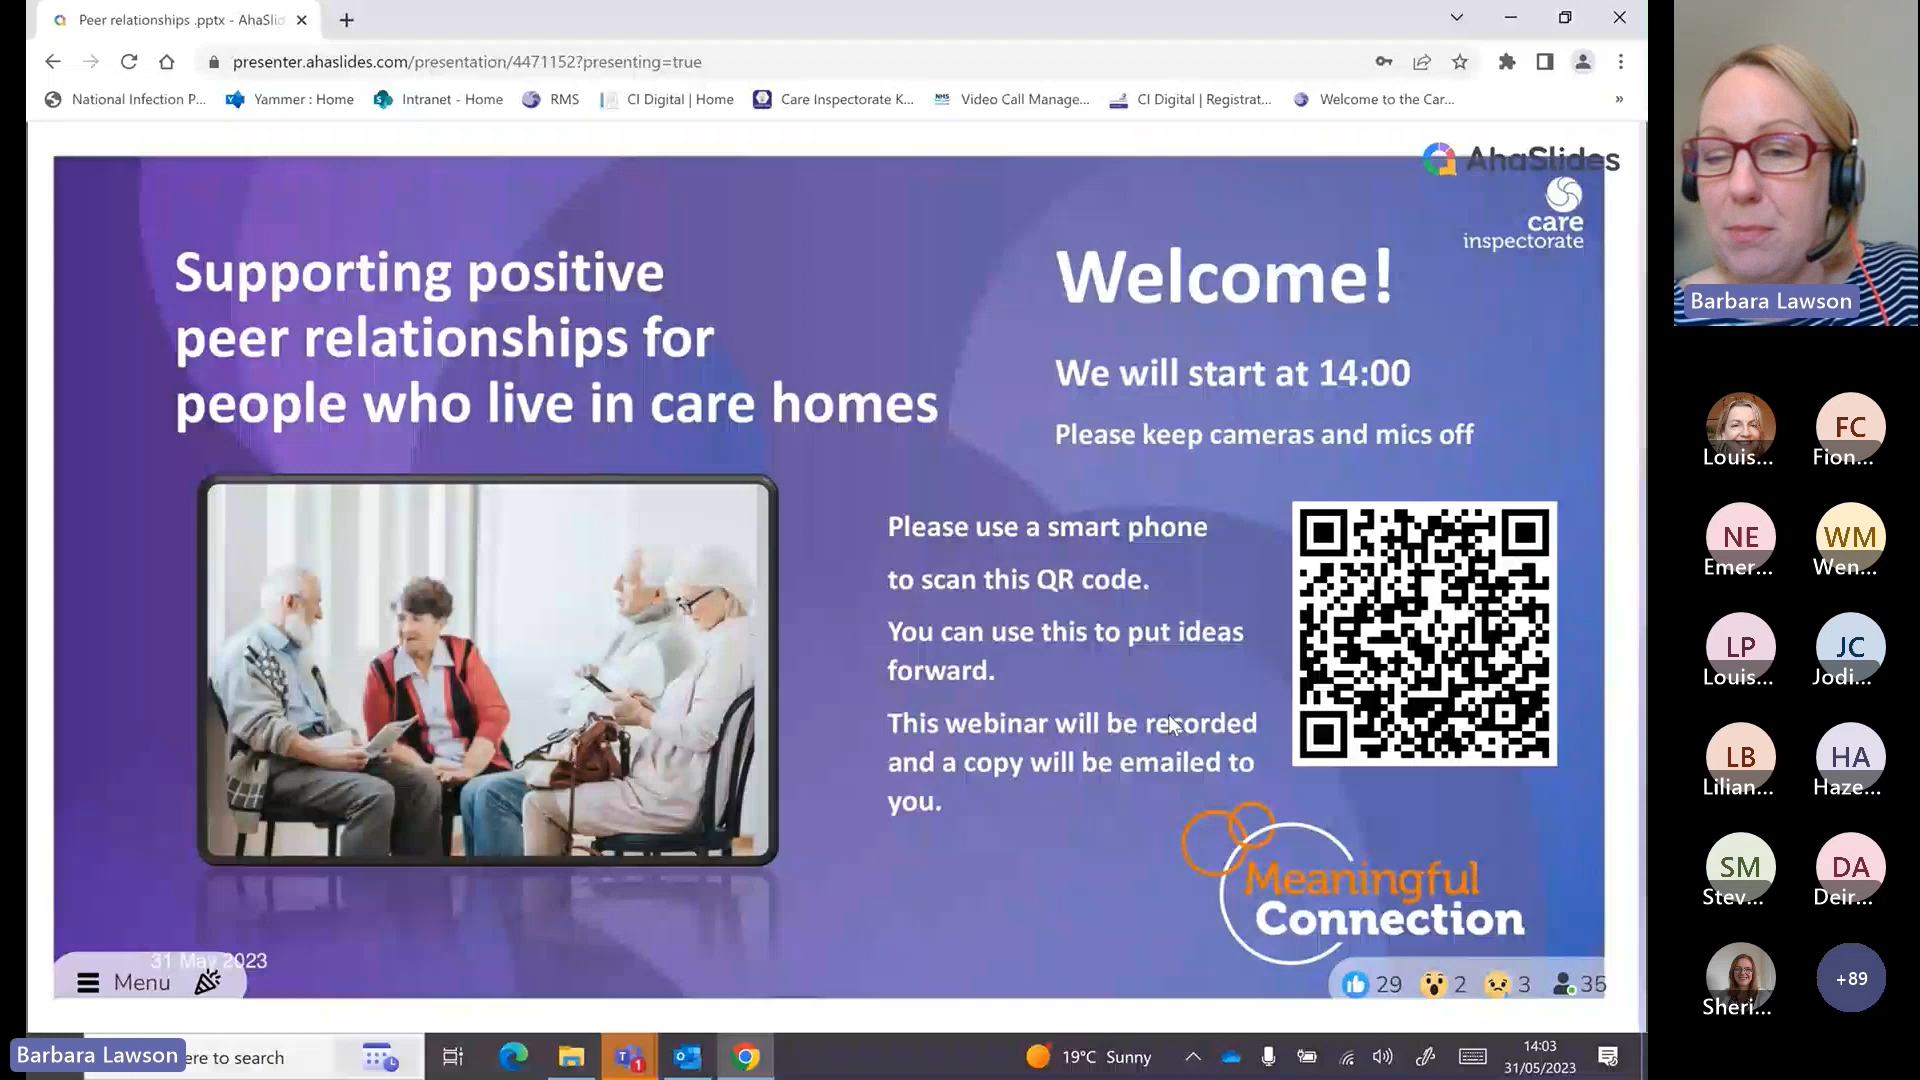 Peer relationships .pptx - AhaSlid
presenter.ahaslides.com/presentation/4471152?presenting=true
National Infection P...
Yammer : Home
Intranet - Home
RMS
CI Digital | Home
Care Inspectorate K...
NHS
Video Call Manage...
CI Digital | Registrat...
Welcome to the Car...
»
AhaSlides
care
inspectorate
Supporting positive
peer relationships for
people who live in care homes
Welcome!
We will start at 14:00
Please keep cameras and mics off
Please use a smart phone
to scan this QR code.
You can use this to put ideas
forward.
This webinar will be recorded
and a copy will be emailed to
you.
Meaningful
Connection
31 May 2023
Menu
29
2
3
35
Barbara Lawson
Louis...
FC
Fion...
NE
Emer...
WM
Wen...
LP
Louis...
JC
Jodi...
LB
Lilian...
HA
Haze...
SM
Stev...
DA
Deir...
Sheri...
+89
Barbara Lawson
ere to search
1
19°C Sunny
14:03
31/05/2023